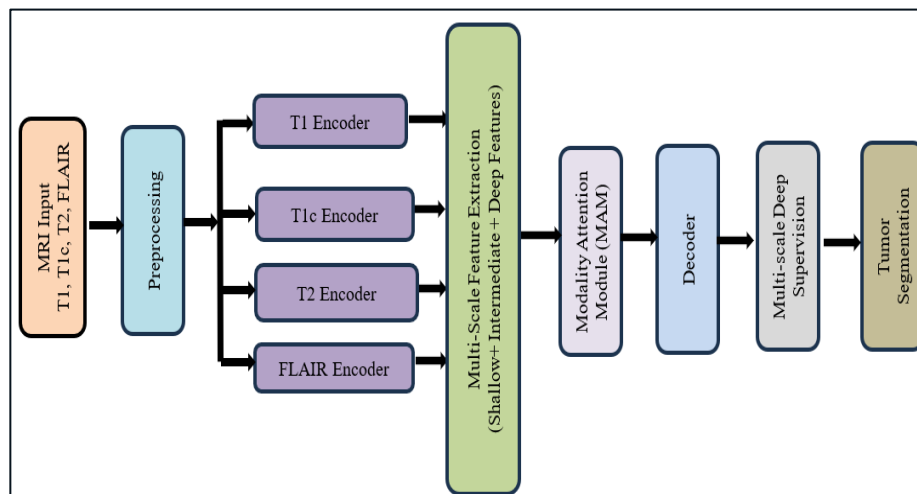 MRI Input
T1, T1c, T2, FLAIR
Preprocessing
T1 Encoder
T1c Encoder
T2 Encoder
FLAIR Encoder
Multi-Scale Feature Extraction
(Shallow+ Intermediate + Deep Features)
Modality Attention
Module (MAM)
Decoder
Multi-scale Deep
Supervision
Tumor
Segmentation